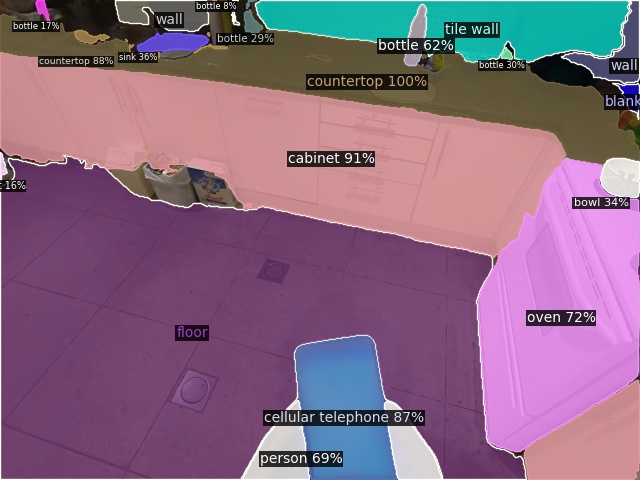 bottle 8%
bottle 17%
wall
tile wall
bottle 29%
bottle 62%
sink 36%
countertop 88%
bottle 30%
wall
countertop 100%
blank
cabinet 91%
16%
bowl 34%
oven 72%
floor
cellular telephone 87%
person 69%